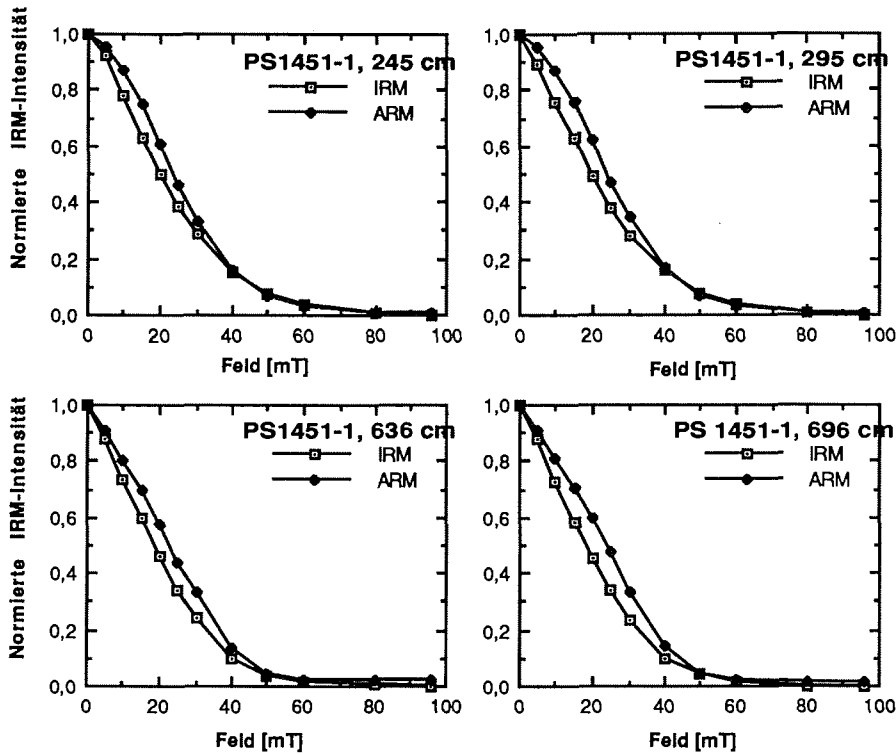 Normierte IRM-Intensität
1,0
0,8
0,6
0,4
0,2
0,0
PS1451-1, 245 cm
IRM
ARM
0 20 40 60 80 100
Feld [mT]
1,0
0,8
0,6
0,4
0,2
0,0
PS1451-1, 295 cm
IRM
ARM
0 20 40 60 80 100
Feld [mT]
Normierte IRM-Intensität
1,0
0,8
0,6
0,4
0,2
0,0
PS1451-1, 636 cm
IRM
ARM
0 20 40 60 80 100
Feld [mT]
1,0
0,8
0,6
0,4
0,2
0,0
PS 1451-1, 696 cm
IRM
ARM
0 20 40 60 80 100
Feld [mT]